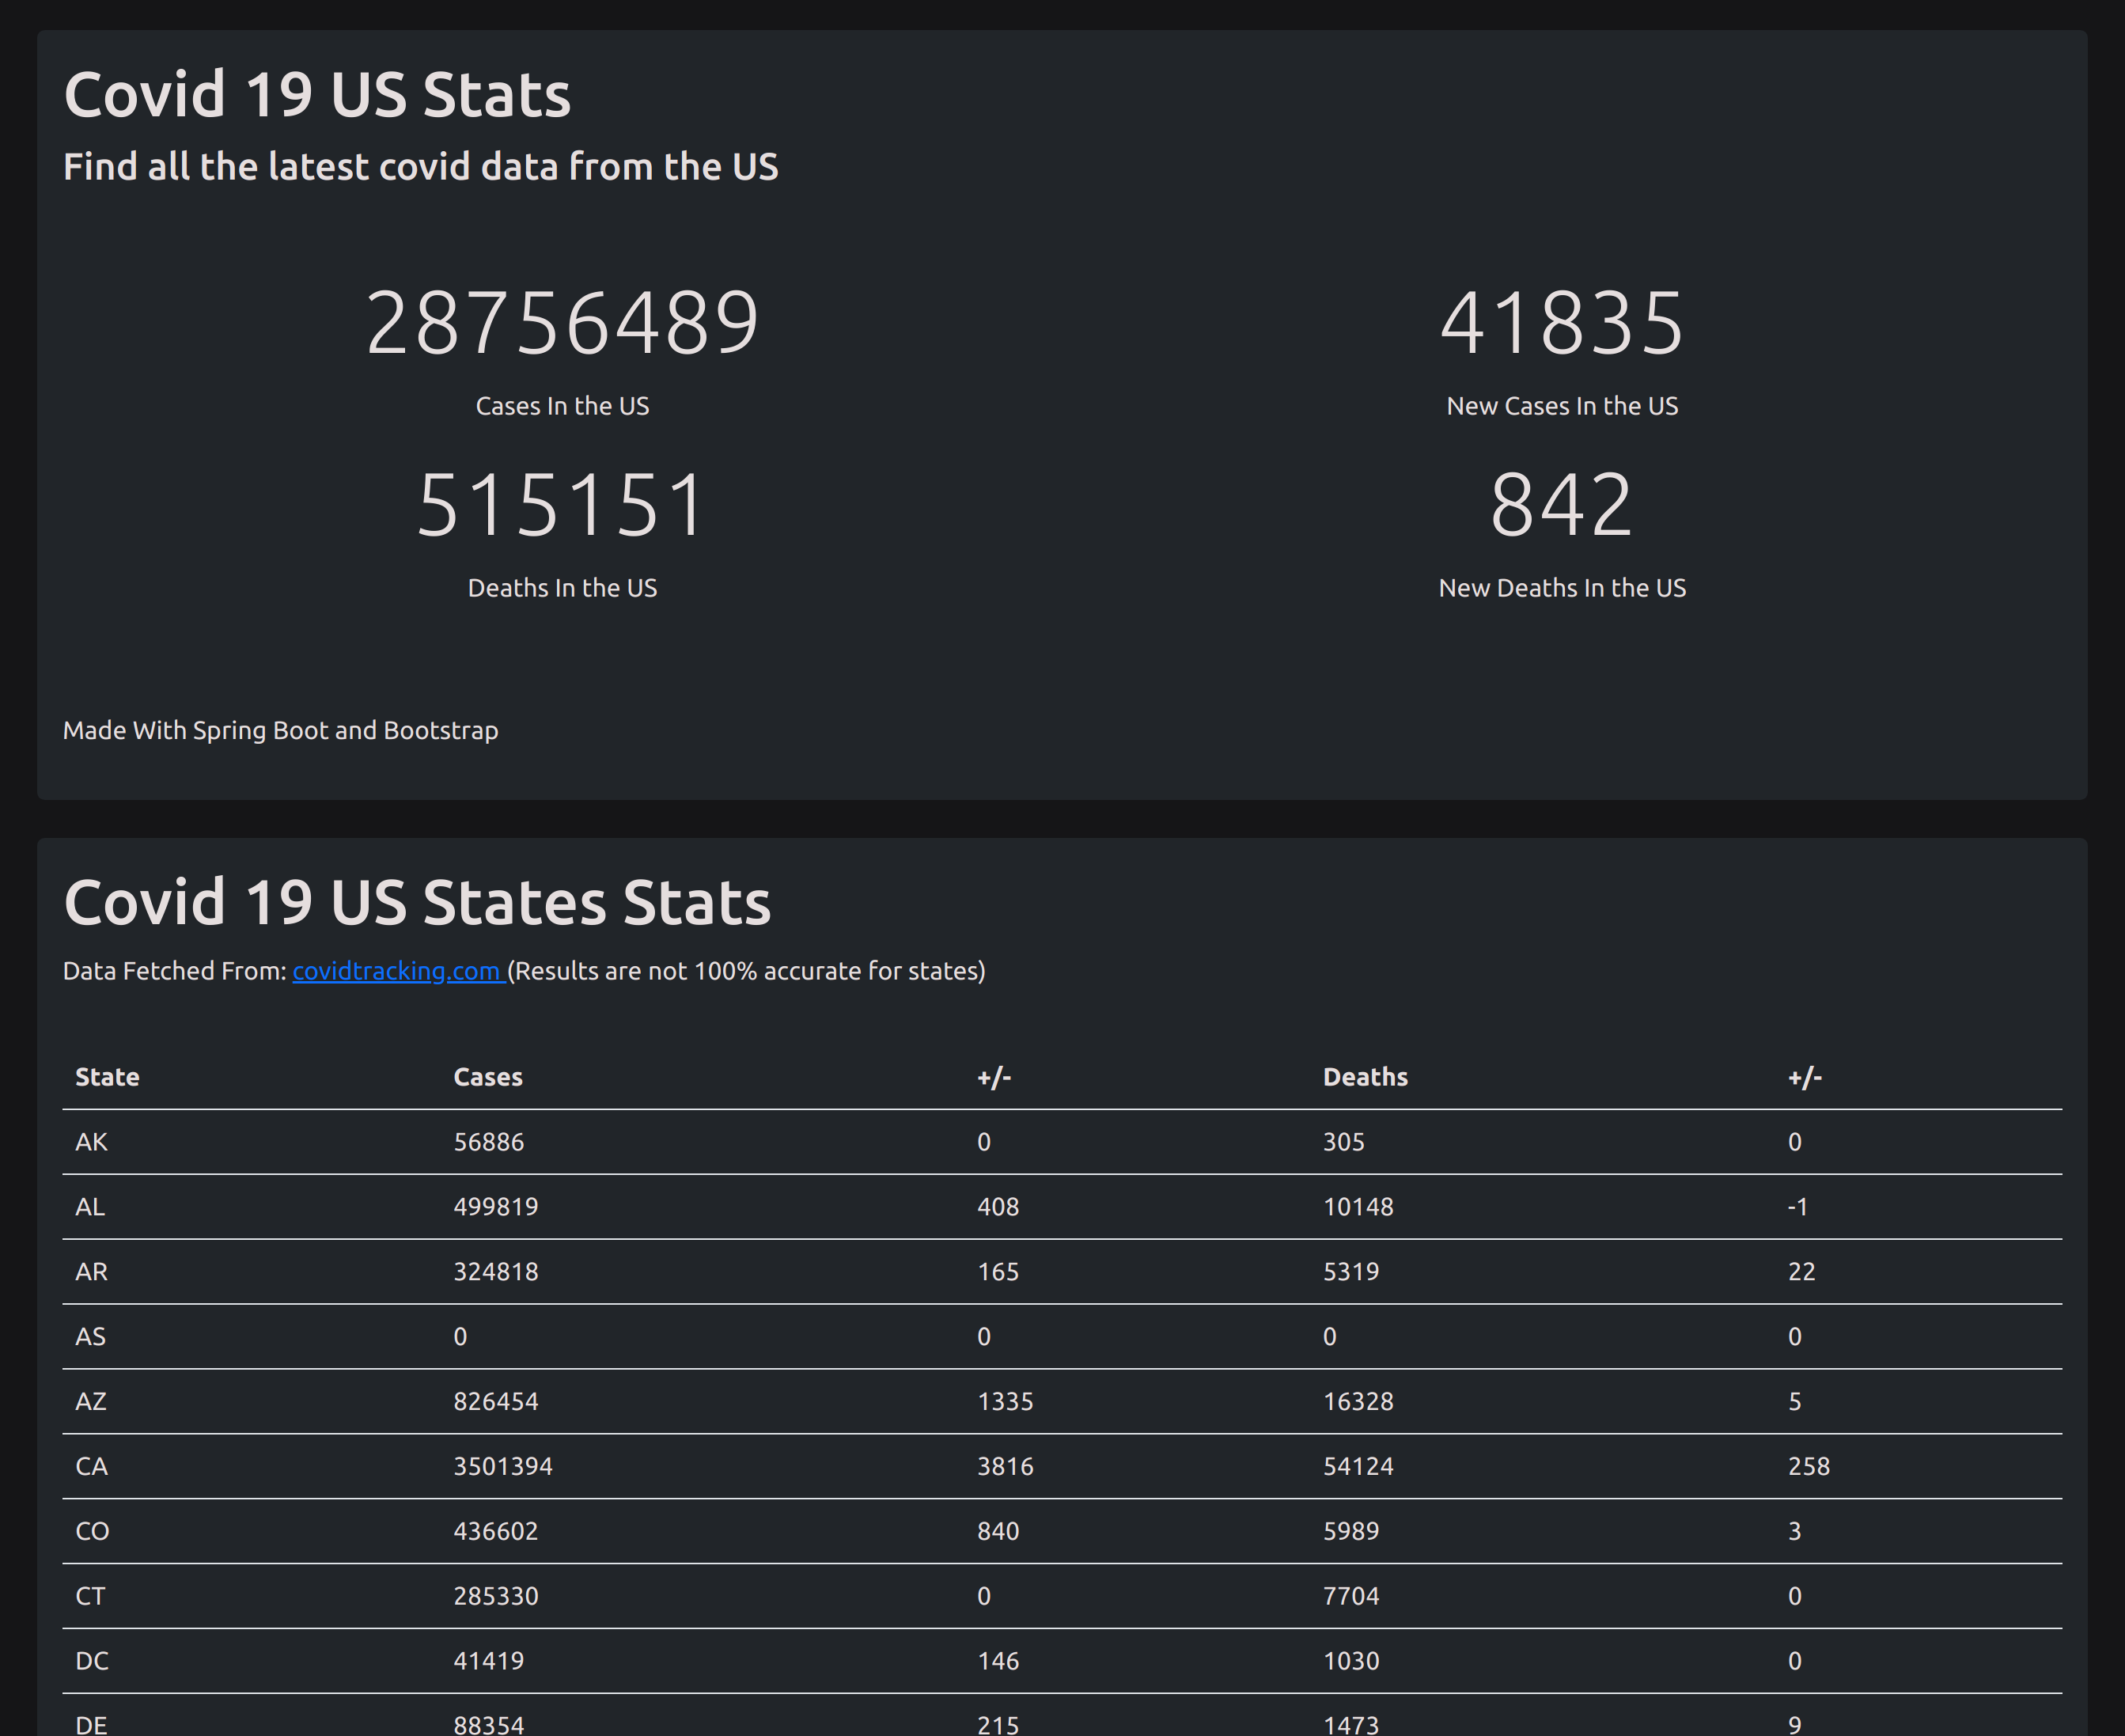 Covid 19 US Stats
Find all the latest covid data from the US
28756489 41835
Cases In the US New Cases In the US
515151 842
Deaths In the US New Deaths In the US
Made With Spring Boot and Bootstrap
Covid 19 US States Stats
Data Fetched From: covidtracking.com (Results are not 100% accurate for states)
State Cases +/- Deaths +/-
AK 56886 0 305 0
AL 499819 408 10148 -1
AR 324818 165 5319 22
AS 0 0 0 0
AZ 826454 1335 16328 5
CA 3501394 3816 54124 258
CO 436602 840 5989 3
CT 285330 0 7704 0
DC 41419 146 1030 0
DE 88354 215 1473 9